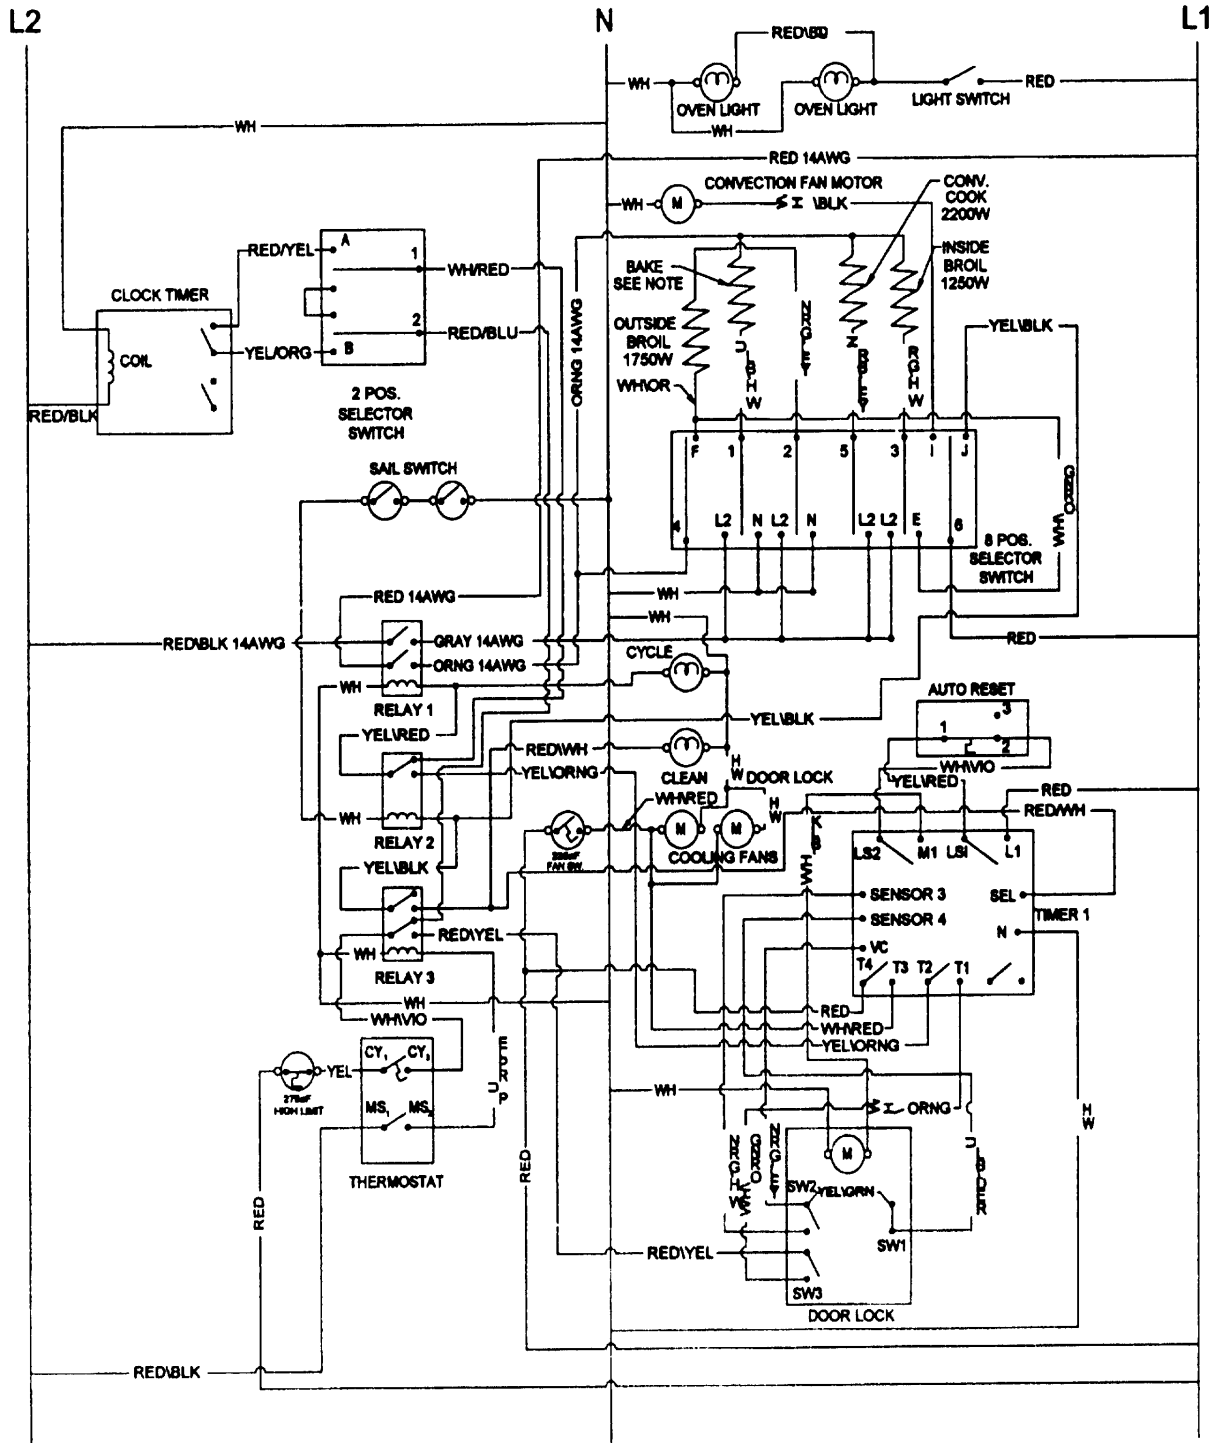 L2 N L1
RED\BD
WH OVEN LIGHT OVEN LIGHT LIGHT SWITCH RED
WH
WH
RED 14AWG
CONVECTION FAN MOTOR
WH M \BLK
CONV.
COOK
2200W
INSIDE
BROIL
1250W
BAKE
SEE NOTE
OUTSIDE
BROIL
1750W
WH\OR
YEL\BLK
RED/YEL A 1 WH/RED
2 RED/BLU
YEL/ORG B
2 POS.
SELECTOR
SWITCH
CLOCK TIMER
COIL
RED/BLK
ORNG 14AWG
F 1 2 5 3 I J
4 L2 N L2 N L2 L2 E 6
8 POS.
SELECTOR
SWITCH
SAIL SWITCH
WH
WH
RED 14AWG
RED\BLK 14AWG GRAY 14AWG RED
ORNG 14AWG
CYCLE
WH
RELAY 1
YEL\BLK
YEL\RED
RED\WH
YEL\ORNG
CLEAN
AUTO RESET
1 2 3
WH\VIO
YEL\RED
RED
RED/WH
DOOR LOCK
WH\RED
WH
RELAY 2
FAN SW.
M M
COOLING FANS
YEL\BLK
LS2 M1 LSI L1
SENSOR 3 SEL
SENSOR 4 TIMER 1
VC N
T4 T3 T2 T1
RED\YEL
WH
RELAY 3
WH
WH\VIO
RED
WH\RED
YEL\ORNG
CY1 CY2
YEL
HIGH LIMIT
MS1 MS2
THERMOSTAT
WH
ORNG
M
SW2 YEL\GRN
SW1
RED\YEL
SW3
DOOR LOCK
RED
RED
RED\BLK